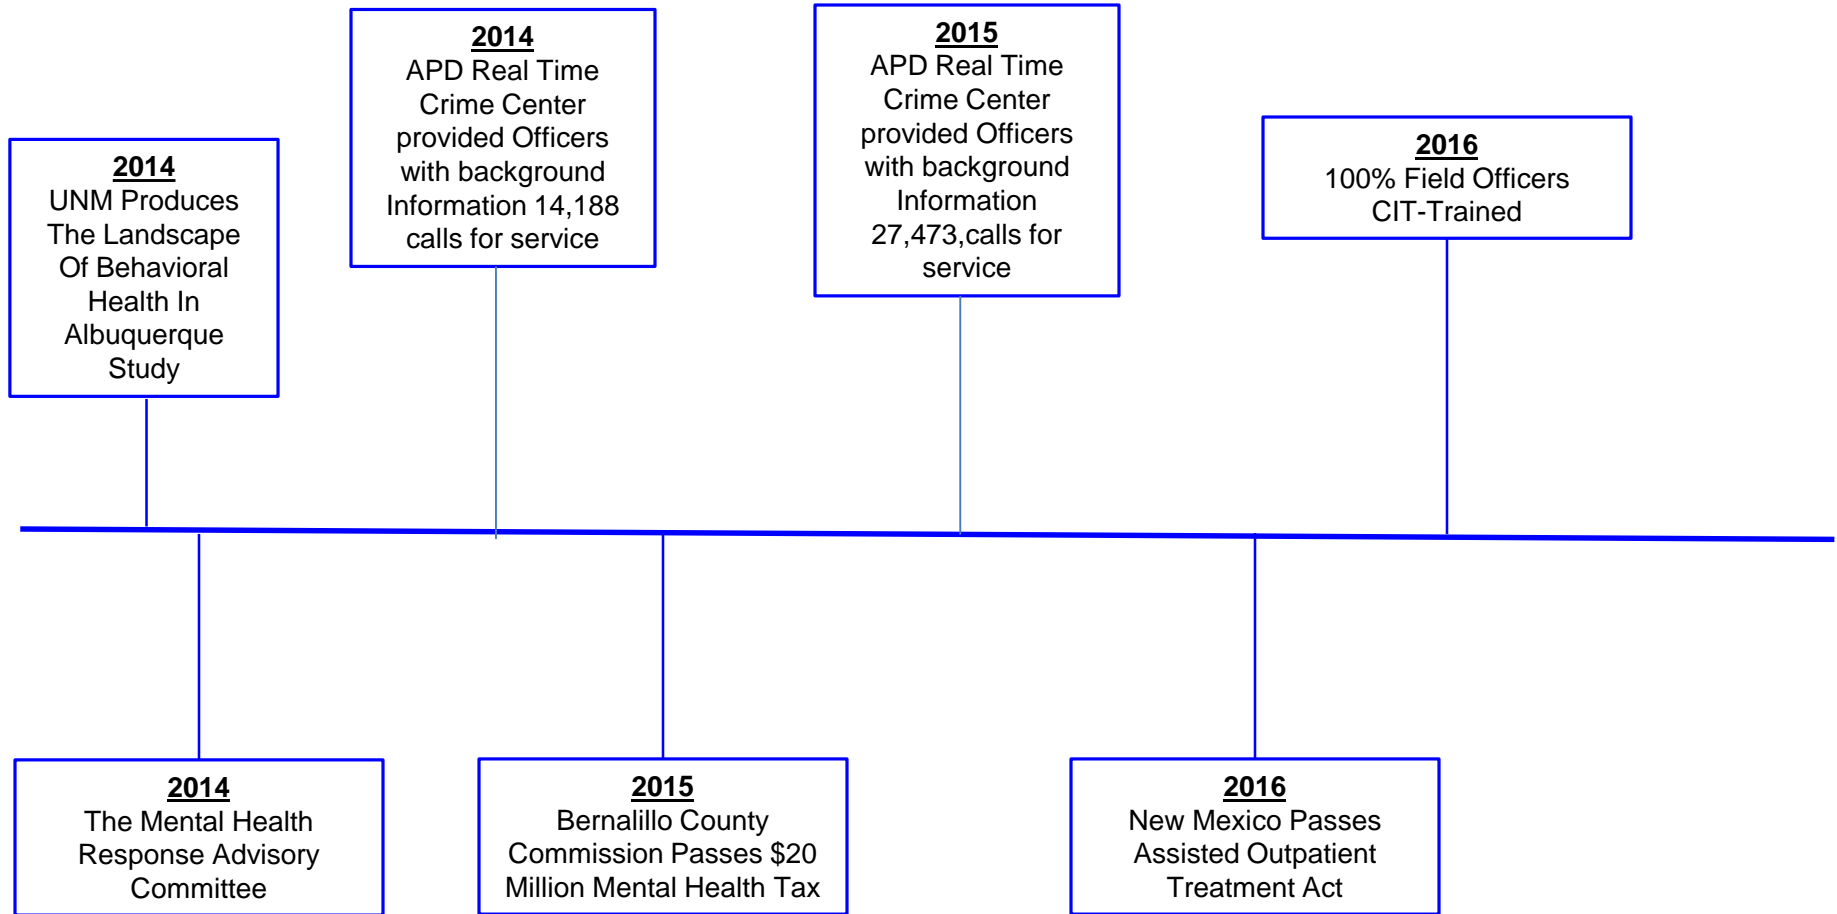 2014
UNM Produces
The Landscape
Of Behavioral
Health In
Albuquerque
Study
2014
APD Real Time
Crime Center
provided Officers
with background
Information 14,188
calls for service
2015
APD Real Time
Crime Center
provided Officers
with background
Information
27,473,calls for
service
2016
100% Field Officers
CIT-Trained
2014
The Mental Health
Response Advisory
Committee
2015
Bernalillo County
Commission Passes $20
Million Mental Health Tax
2016
New Mexico Passes
Assisted Outpatient
Treatment Act